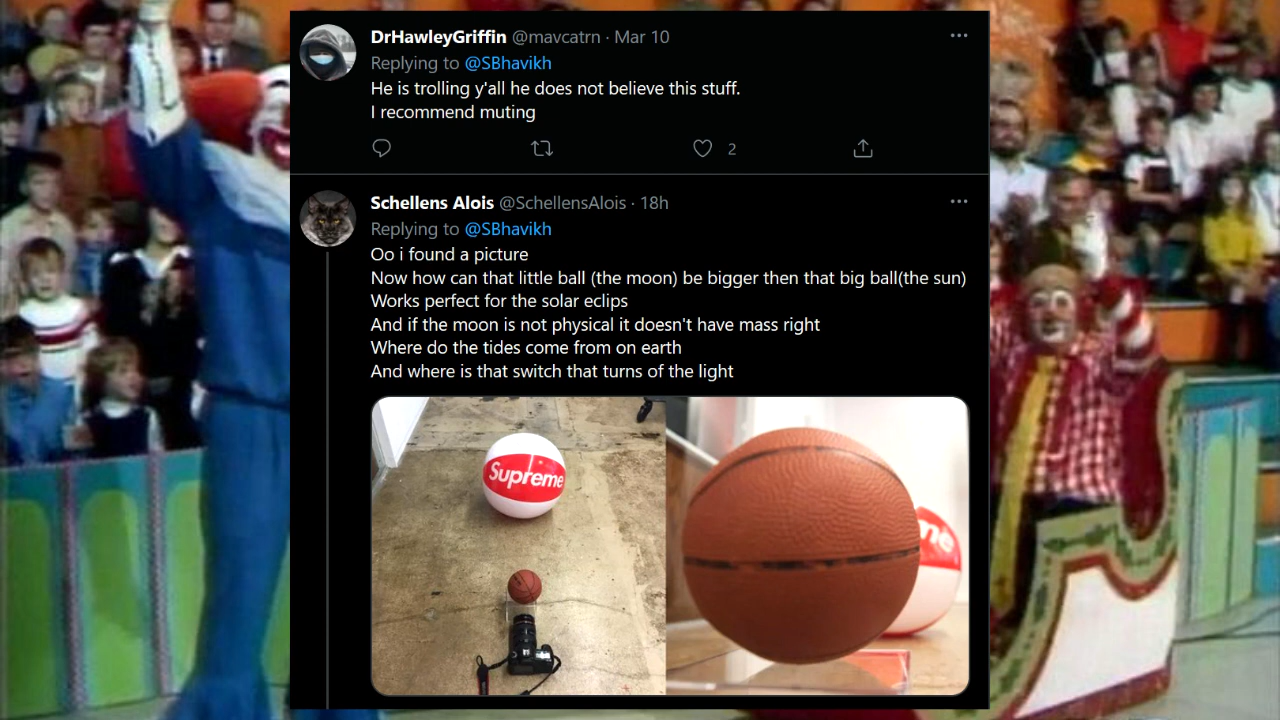 DrHawleyGriffin @mavcatrn · Mar 10
Replying to @SBhavikh
He is trolling y'all he does not believe this stuff.
I recommend muting
2
Schellens Alois @SchellensAlois · 18h
Replying to @SBhavikh
Oo i found a picture
Now how can that little ball (the moon) be bigger then that big ball(the sun)
Works perfect for the solar eclips
And if the moon is not physical it doesn't have mass right
Where do the tides come from on earth
And where is that switch that turns of the light
Supreme
me